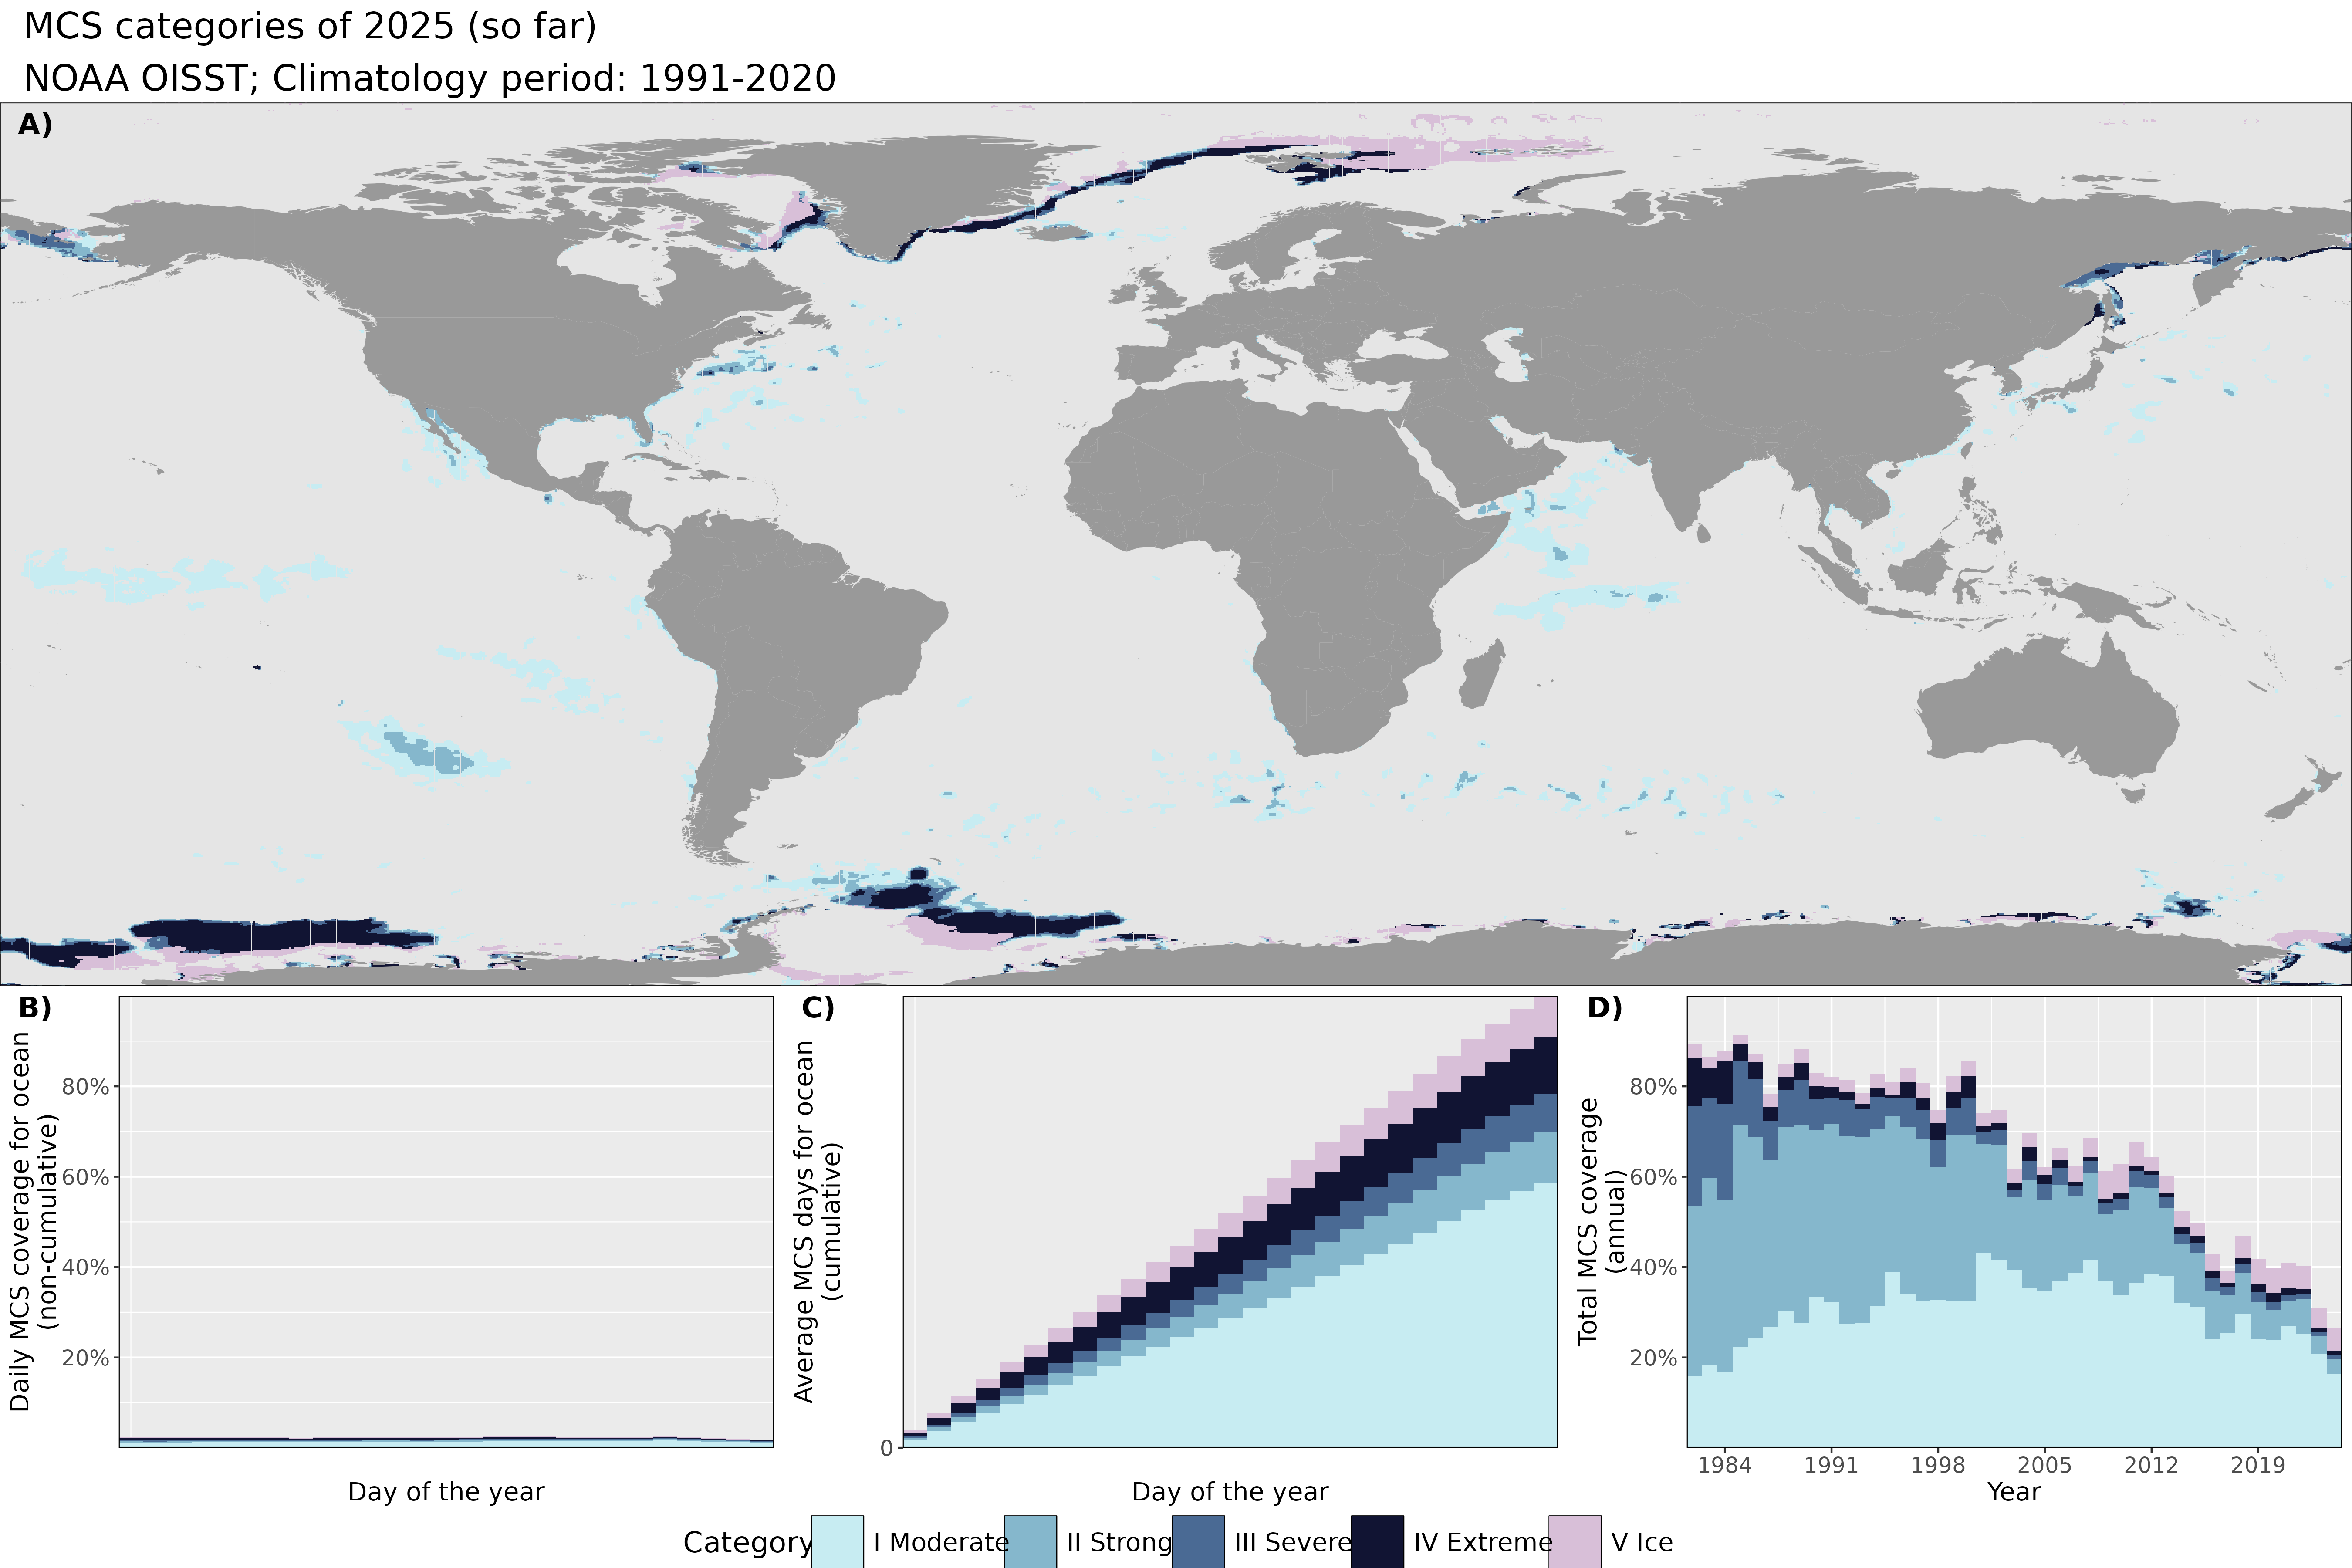 MCS categories of 2025 (so far)
NOAA OISST; Climatology period: 1991-2020
A)
B)
Daily MCS coverage for ocean
(non-cumulative)
80%
60%
40%
20%
Day of the year
C)
Average MCS days for ocean
(cumulative)
0
Day of the year
D)
Total MCS coverage
(annual)
80%
60%
40%
20%
1984 1991 1998 2005 2012 2019
Year
Category I Moderate II Strong III Severe IV Extreme V Ice